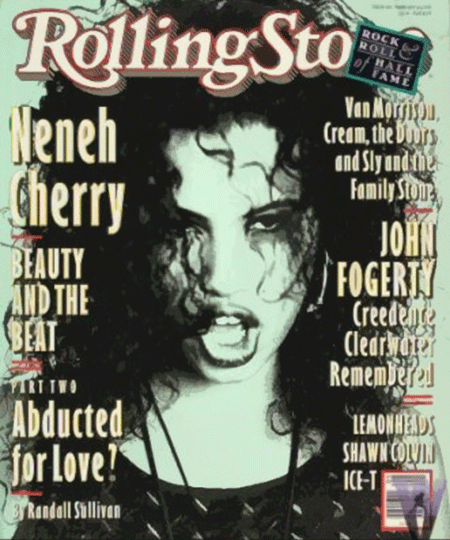 RollingSto
ROCK
ROLL &
of HALL
FAME
Neneh
Cherry
BEAUTY
AND THE
BEAT
PART TWO
Abducted
for Love?
By Randall Sullivan
Van Morrison,
Cream, the Doors,
and Sly and the
Family Stone
JOHN
FOGERTY
Creedence
Clearwater
Remembered
LEMONHEADS
SHAWN COLVIN
ICE-T